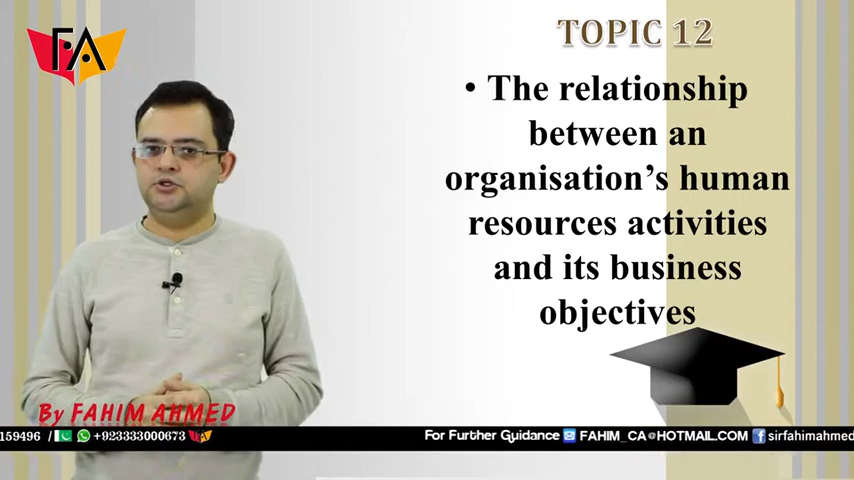 FA
TOPIC 12
• The relationship
between an
organisation's human
resources activities
and its business
objectives
By FAHIM AHMED
159496 / +923333000673
For Further Guidance FAHIM_CA@HOTMAIL.COM sirfahimahmed